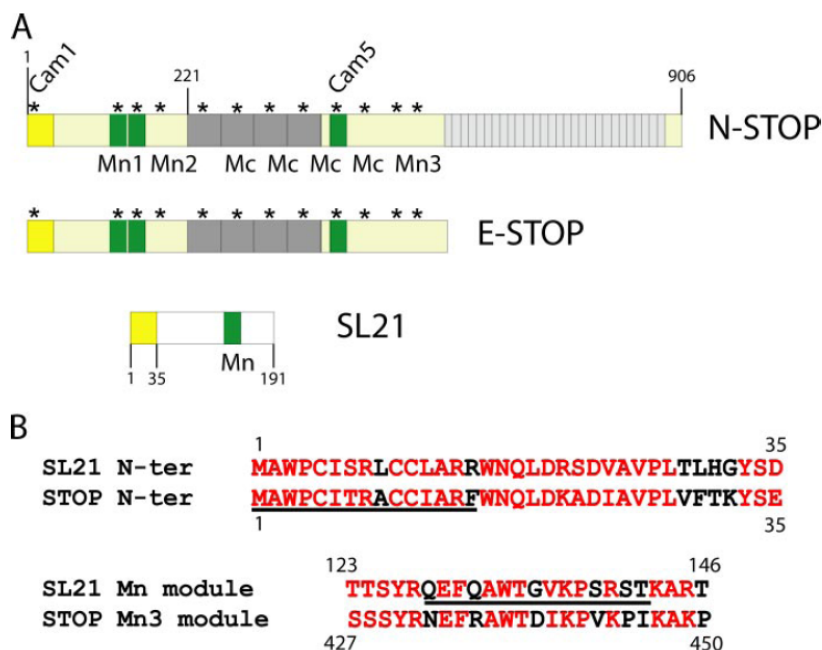 A
1
Cam1
221
Cam5
906
* * * * * * * * * * * *
N-STOP
Mn1 Mn2 Mc Mc Mc Mc Mn3
* * * * * * * * * * * *
E-STOP
SL21
Mn
1 35 191
B
1 35
SL21 N-ter MAWPCISRLCCLARRWNQLDRSDVAVPLTLHGYSD
STOP N-ter MAWPCITRACCIARFWNQLDKADIAVPLVFTKYSE
1 35
123 146
SL21 Mn module TTSYRQEFQAWTGVKPSRSTKART
STOP Mn3 module SSSYRNEFRAWTDIKPVKPIKAKP
427 450